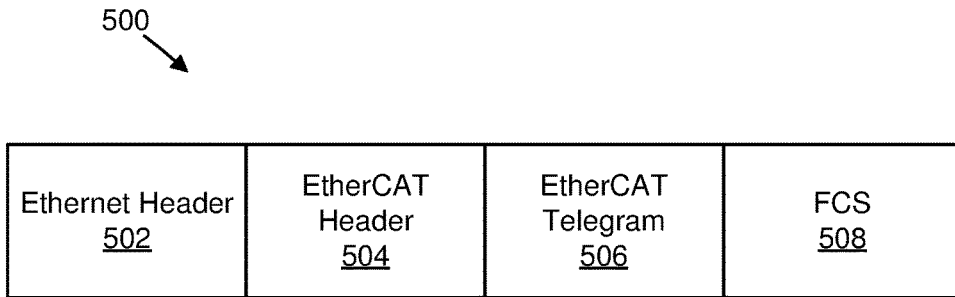 500
Ethernet Header
502
EtherCAT
Header
504
EtherCAT
Telegram
506
FCS
508